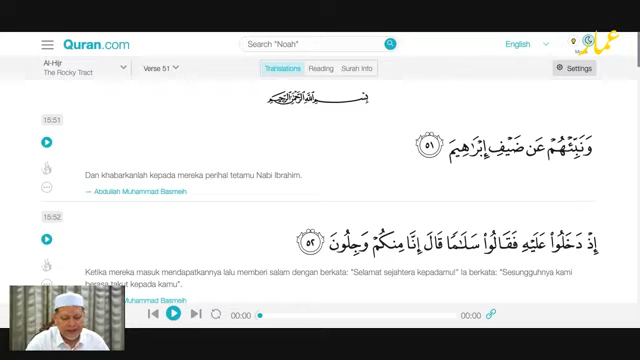 Quran.com
Search "Noah"
English
عمار
Al-Hijr
The Rocky Tract
Verse 51
Translations
Reading
Surah Info
Settings
بِسْمِ اللَّهِ الرَّحْمَٰنِ الرَّحِيمِ
15:51
وَنَبِّئْهُمْ عَن ضَيْفِ إِبْرَٰهِيمَ ٥١
Dan khabarkanlah kepada mereka perihal tetamu Nabi Ibrahim.
— Abdullah Muhammad Basmeih
15:52
إِذْ دَخَلُوا۟ عَلَيْهِ فَقَالُوا۟ سَلَـٰمًا قَالَ إِنَّا مِنكُمْ وَجِلُونَ ٥٢
Ketika mereka masuk mendapatkannya lalu memberi salam dengan berkata: "Selamat sejahtera kepadamu!" Ia berkata: "Sesungguhnya kami
berasa takut kepada kamu".
Muhammad Basmeih
00:00
00:00